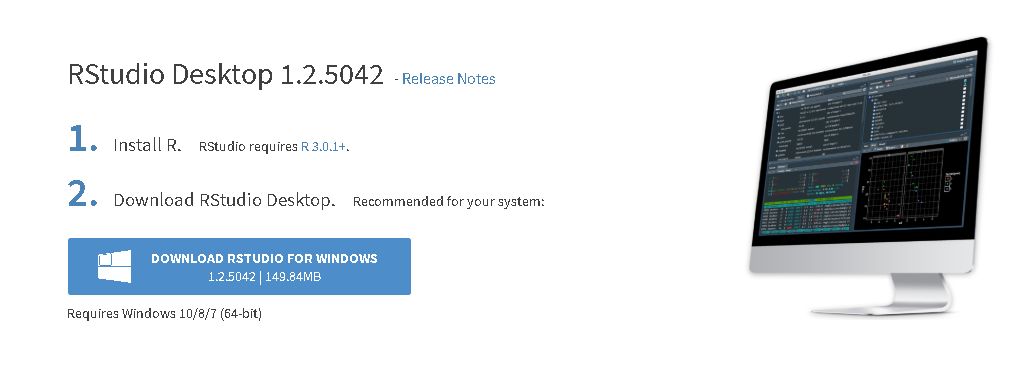 RStudio Desktop 1.2.5042 - Release Notes
1. Install R. RStudio requires R 3.0.1+.
2. Download RStudio Desktop. Recommended for your system:
DOWNLOAD RSTUDIO FOR WINDOWS
1.2.5042 | 149.84MB
Requires Windows 10/8/7 (64-bit)